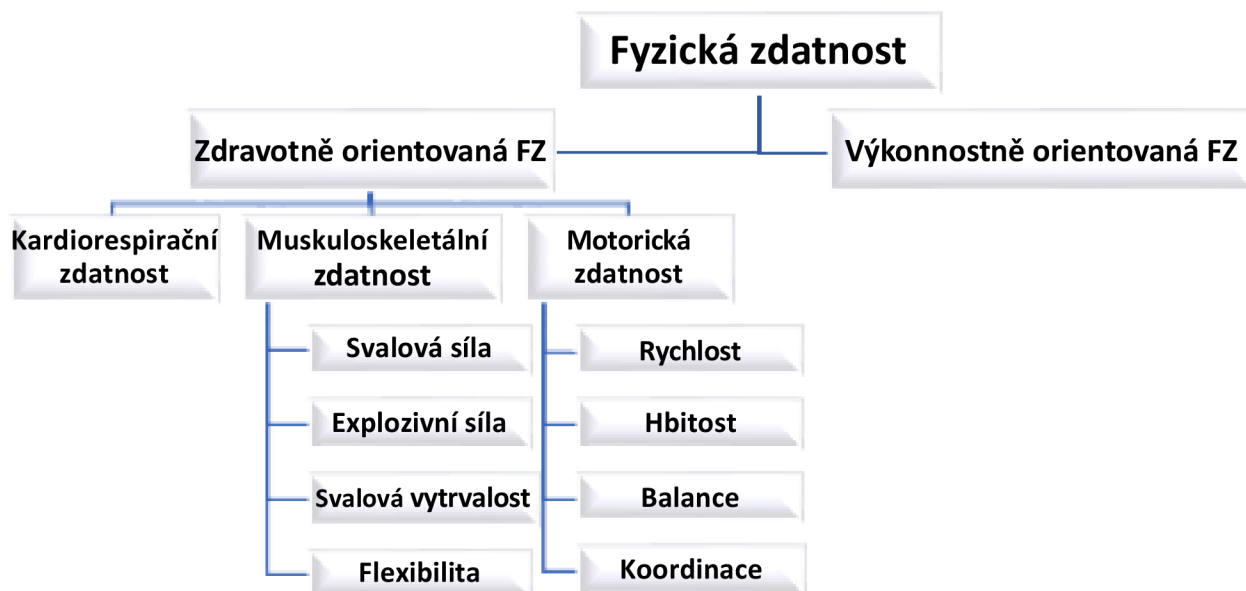 Fyzická zdatnost
Zdravotně orientovaná FZ
Výkonnostně orientovaná FZ
Kardiorespirační
zdatnost
Muskuloskeletální
zdatnost
Motorická
zdatnost
Svalová síla
Explozivní síla
Svalová vytrvalost
Flexibilita
Rychlost
Hbitost
Balance
Koordinace